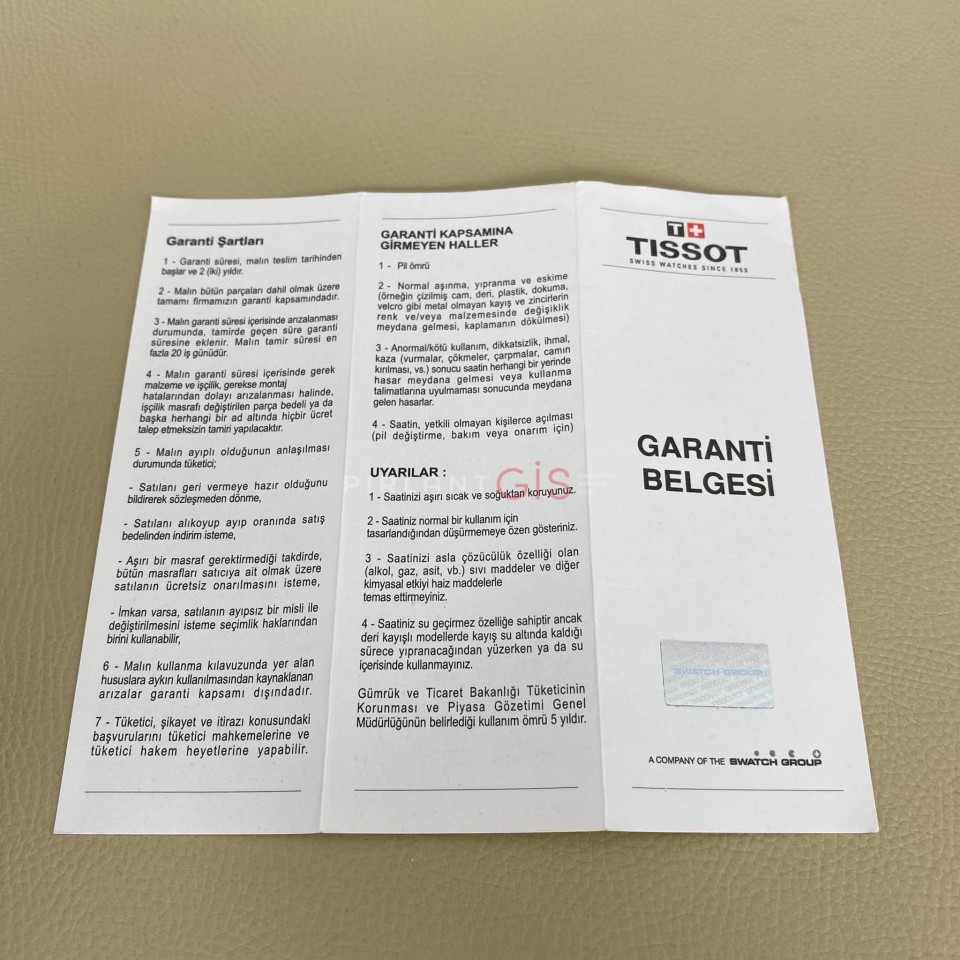 Garanti Şartları
1 - Garanti süresi, malın teslim tarihinden
başlar ve 2 (iki) yıldır.
2 - Malın bütün parçaları dahil olmak üzere
tamamı firmamızın garanti kapsamındadır.
3 - Malın garanti süresi içerisinde arızalanması
durumunda, tamirde geçen süre garanti
süresine eklenir. Malın tamir süresi en
fazla 20 iş günüdür.
4 - Malın garanti süresi içerisinde gerek
malzeme ve işçilik, gerekse montaj
hatalarından dolayı arızalanması halinde,
işçilik masrafı değiştirilen parça bedeli ya da
başka herhangi bir ad altında hiçbir ücret
talep etmeksizin tamiri yapılacaktır.
5 - Malın ayıplı olduğunun anlaşılması
durumunda tüketici;
- Satılanı geri vermeye hazır olduğunu
bildirerek sözleşmeden dönme,
- Satılanı alıkoyup ayıp oranında satış
bedelinden indirim isteme,
- Aşırı bir masraf gerektirmediği takdirde,
bütün masrafları satıcıya ait olmak üzere
satılanın ücretsiz onarılmasını isteme,
- İmkan varsa, satılanın ayıpsız bir misli ile
değiştirilmesini isteme seçimlik haklarından
birini kullanabilir,
6 - Malın kullanma kılavuzunda yer alan
hususlara aykırı kullanılmasından kaynaklanan
arızalar garanti kapsamı dışındadır.
7 - Tüketici, şikayet ve itirazı konusundaki
başvurularını tüketici mahkemelerine ve
tüketici hakem heyetlerine yapabilir.
GARANTİ KAPSAMINA
GİRMEYEN HALLER
1 - Pil ömrü
2 - Normal aşınma, yıpranma ve eskime
(örneğin çizilmiş cam, deri, plastik, dokuma,
velcro gibi metal olmayan kayış ve zincirlerin
renk ve/veya malzemesinde değişiklik
meydana gelmesi, kaplamanın dökülmesi)
3 - Anormal/kötü kullanım, dikkatsizlik, ihmal,
kaza (vurmalar, çökmeler, çarpmalar, camın
kırılması, vs.) sonucu saatin herhangi bir yerinde
hasar meydana gelmesi veya kullanma
talimatlarına uyulmaması sonucunda meydana
gelen hasarlar.
4 - Saatin, yetkili olmayan kişilerce açılması
(pil değiştirme, bakım veya onarım için)
UYARILAR :
PIRLANTGİS
1 - Saatinizi aşırı sıcak ve soğuktan koruyunuz.
2 - Saatiniz normal bir kullanım için
tasarlandığından düşürmemeye özen gösteriniz.
3 - Saatinizi asla çözücülük özelliği olan
(alkol, gaz, asit, vb.) sıvı maddeler ve diğer
kimyasal etkiyi haiz maddelerle
temas ettirmeyiniz.
4 - Saatiniz su geçirmez özelliğe sahiptir ancak
deri kayışlı modellerde kayış su altında kaldığı
sürece yıpranacağından yüzerken ya da su
içerisinde kullanmayınız.
Gümrük ve Ticaret Bakanlığı Tüketicinin
Korunması ve Piyasa Gözetimi Genel
Müdürlüğünün belirlediği kullanım ömrü 5 yıldır.
T+
TISSOT
SWISS WATCHES SINCE 1853
GARANTİ
BELGESİ
SWATCH GROUP
A COMPANY OF THE SWATCH GROUP